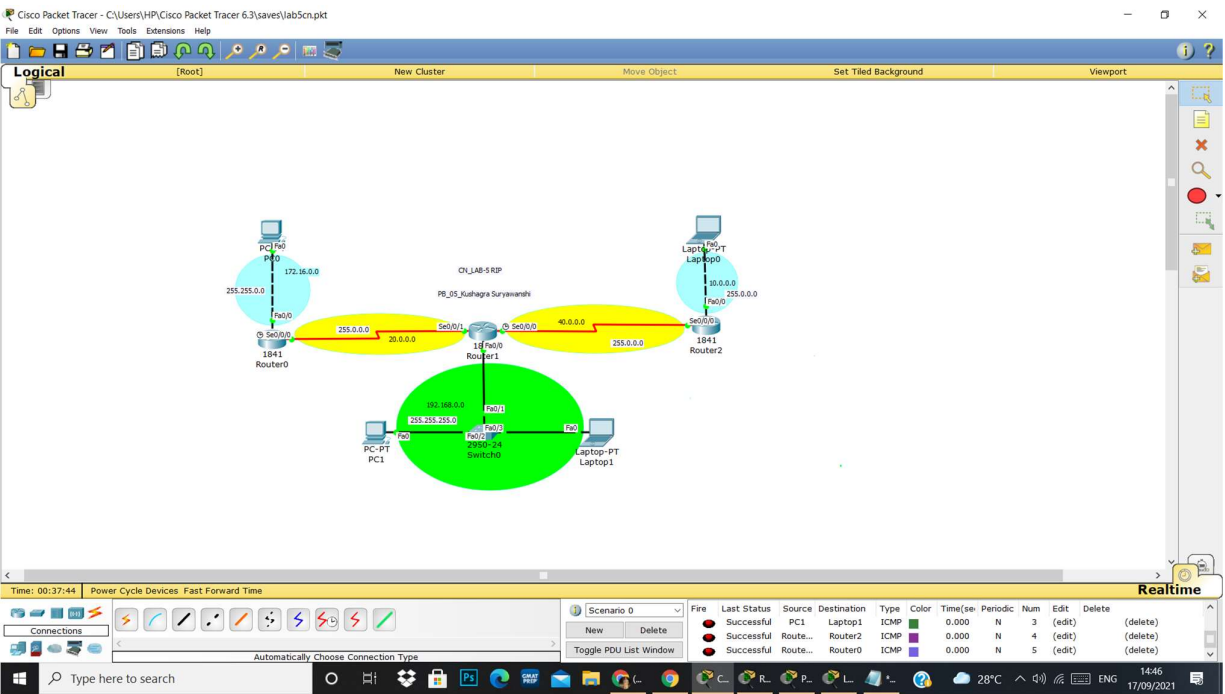 Cisco Packet Tracer - C:\Users\HP\Cisco Packet Tracer 6.3\saves\lab5cn.pkt
File Edit Options View Tools Extensions Help
Logical [Root] New Cluster Move Object Set Tiled Background Viewport
Fa0
PC0
172.16.0.0
255.255.0.0
Fa0/0
Se0/0/0
1841
Router0
CN_LAB-5 RIP
PB_05_Kushagra Suryawanshi
255.0.0.0
20.0.0.0
Se0/0/1
Se0/0/0
Fa0/0
Router1
40.0.0.0
255.0.0.0
Fa0
Laptop0
10.0.0.0
255.0.0.0
Fa0/0
Se0/0/0
1841
Router2
192.168.0.0
255.255.255.0
Fa0/1
Fa0/3
Fa0/2
2950-24
Switch0
Fa0
PC-PT
PC1
Fa0
Laptop-PT
Laptop1
Time: 00:37:44 Power Cycle Devices Fast Forward Time
Realtime
Connections
Automatically Choose Connection Type
Scenario 0
New Delete
Toggle PDU List Window
Fire Last Status Source Destination Type Color Time(se Periodic Num Edit Delete
Successful PC1 Laptop1 ICMP 0.000 N 3 (edit) (delete)
Successful Route... Router2 ICMP 0.000 N 4 (edit) (delete)
Successful Route... Router0 ICMP 0.000 N 5 (edit) (delete)
Type here to search
C... R... P... L...
28°C
ENG
14:46
17/09/2021